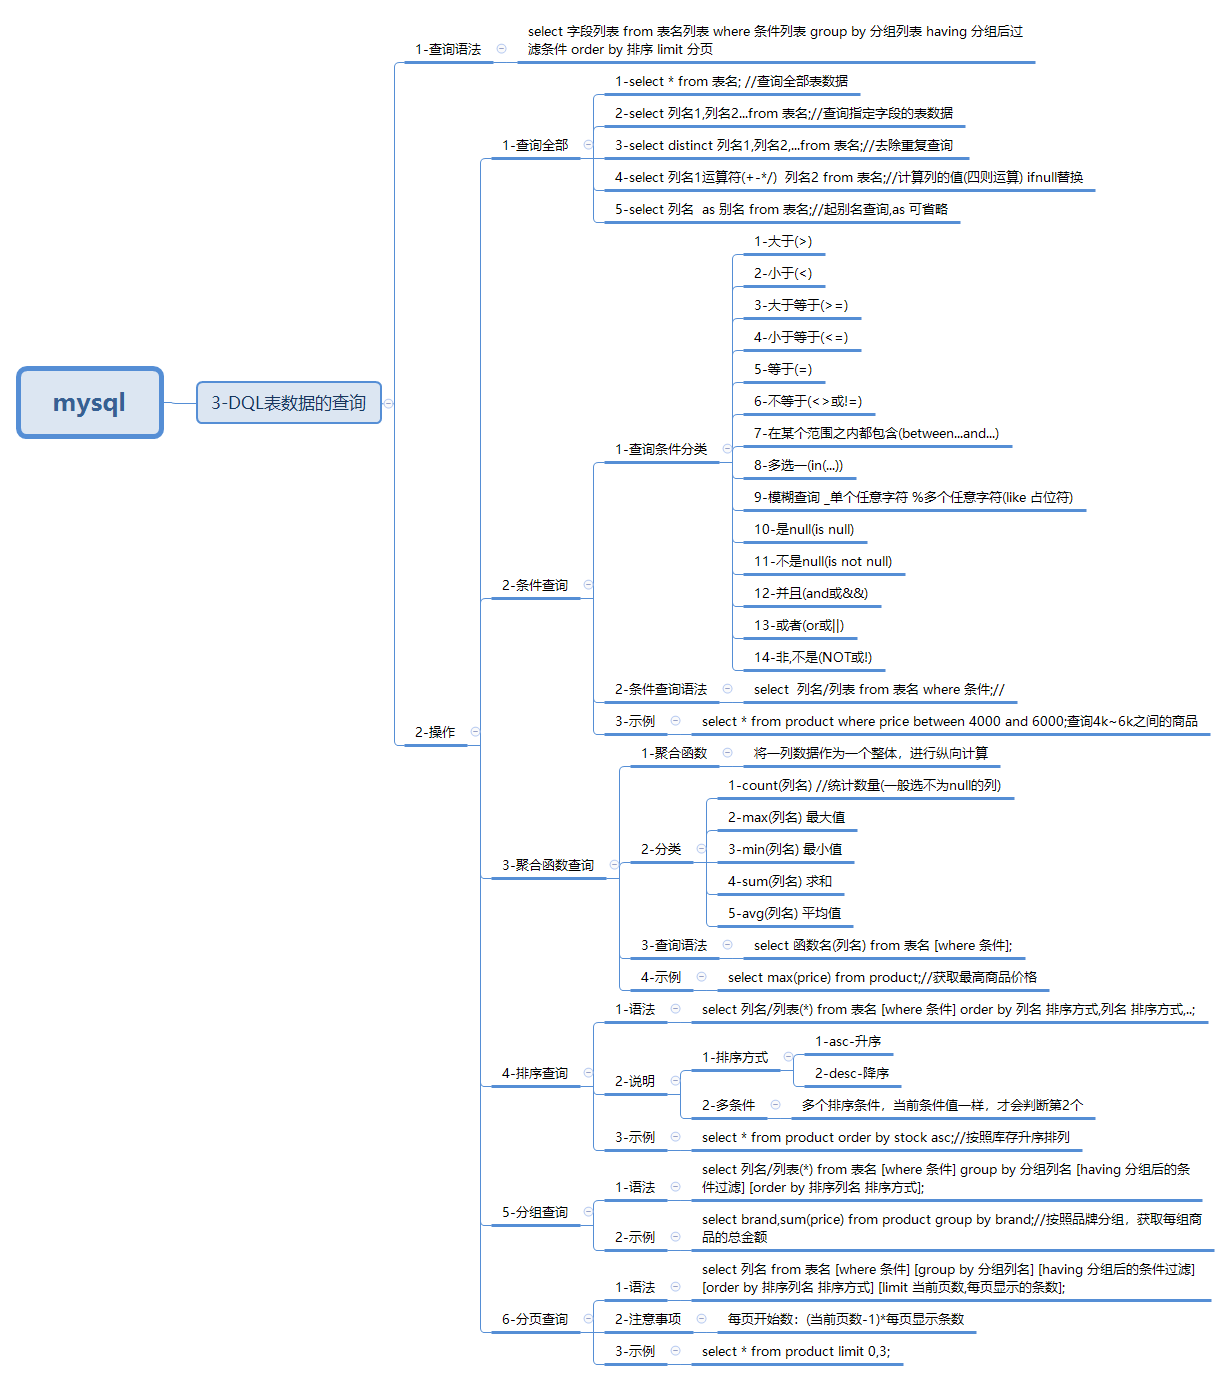 mysql
3-DQL表数据的查询
1-查询语法
select 字段列表 from 表名列表 where 条件列表 group by 分组列表 having 分组后过
滤条件 order by 排序 limit 分页
2-操作
1-查询全部
1-select * from 表名; //查询全部表数据
2-select 列名1,列名2...from 表名;//查询指定字段的表数据
3-select distinct 列名1,列名2,...from 表名;//去除重复查询
4-select 列名1运算符(+-*/)  列名2 from 表名;//计算列的值(四则运算) ifnull替换
5-select 列名  as 别名 from 表名;//起别名查询,as 可省略
2-条件查询
1-查询条件分类
1-大于(>)
2-小于(<)
3-大于等于(>=)
4-小于等于(<=)
5-等于(=)
6-不等于(<>或!=)
7-在某个范围之内都包含(between...and...)
8-多选一(in(...))
9-模糊查询 _单个任意字符 %多个任意字符(like 占位符)
10-是null(is null)
11-不是null(is not null)
12-并且(and或&&)
13-或者(or或||)
14-非,不是(NOT或!)
2-条件查询语法
select  列名/列表 from 表名 where 条件;//
3-示例
select * from product where price between 4000 and 6000;查询4k~6k之间的商品
3-聚合函数查询
1-聚合函数
将一列数据作为一个整体，进行纵向计算
2-分类
1-count(列名) //统计数量(一般选不为null的列)
2-max(列名) 最大值
3-min(列名) 最小值
4-sum(列名) 求和
5-avg(列名) 平均值
3-查询语法
select 函数名(列名) from 表名 [where 条件];
4-示例
select max(price) from product;//获取最高商品价格
4-排序查询
1-语法
select 列名/列表(*) from 表名 [where 条件] order by 列名 排序方式,列名 排序方式,..;
2-说明
1-排序方式
1-asc-升序
2-desc-降序
2-多条件
多个排序条件，当前条件值一样，才会判断第2个
3-示例
select * from product order by stock asc;//按照库存升序排列
5-分组查询
1-语法
select 列名/列表(*) from 表名 [where 条件] group by 分组列名 [having 分组后的条
件过滤] [order by 排序列名 排序方式];
2-示例
select brand,sum(price) from product group by brand;//按照品牌分组，获取每组商
品的总金额
6-分页查询
1-语法
select 列名 from 表名 [where 条件] [group by 分组列名] [having 分组后的条件过滤]
[order by 排序列名 排序方式] [limit 当前页数,每页显示的条数];
2-注意事项
每页开始数：(当前页数-1)*每页显示条数
3-示例
select * from product limit 0,3;